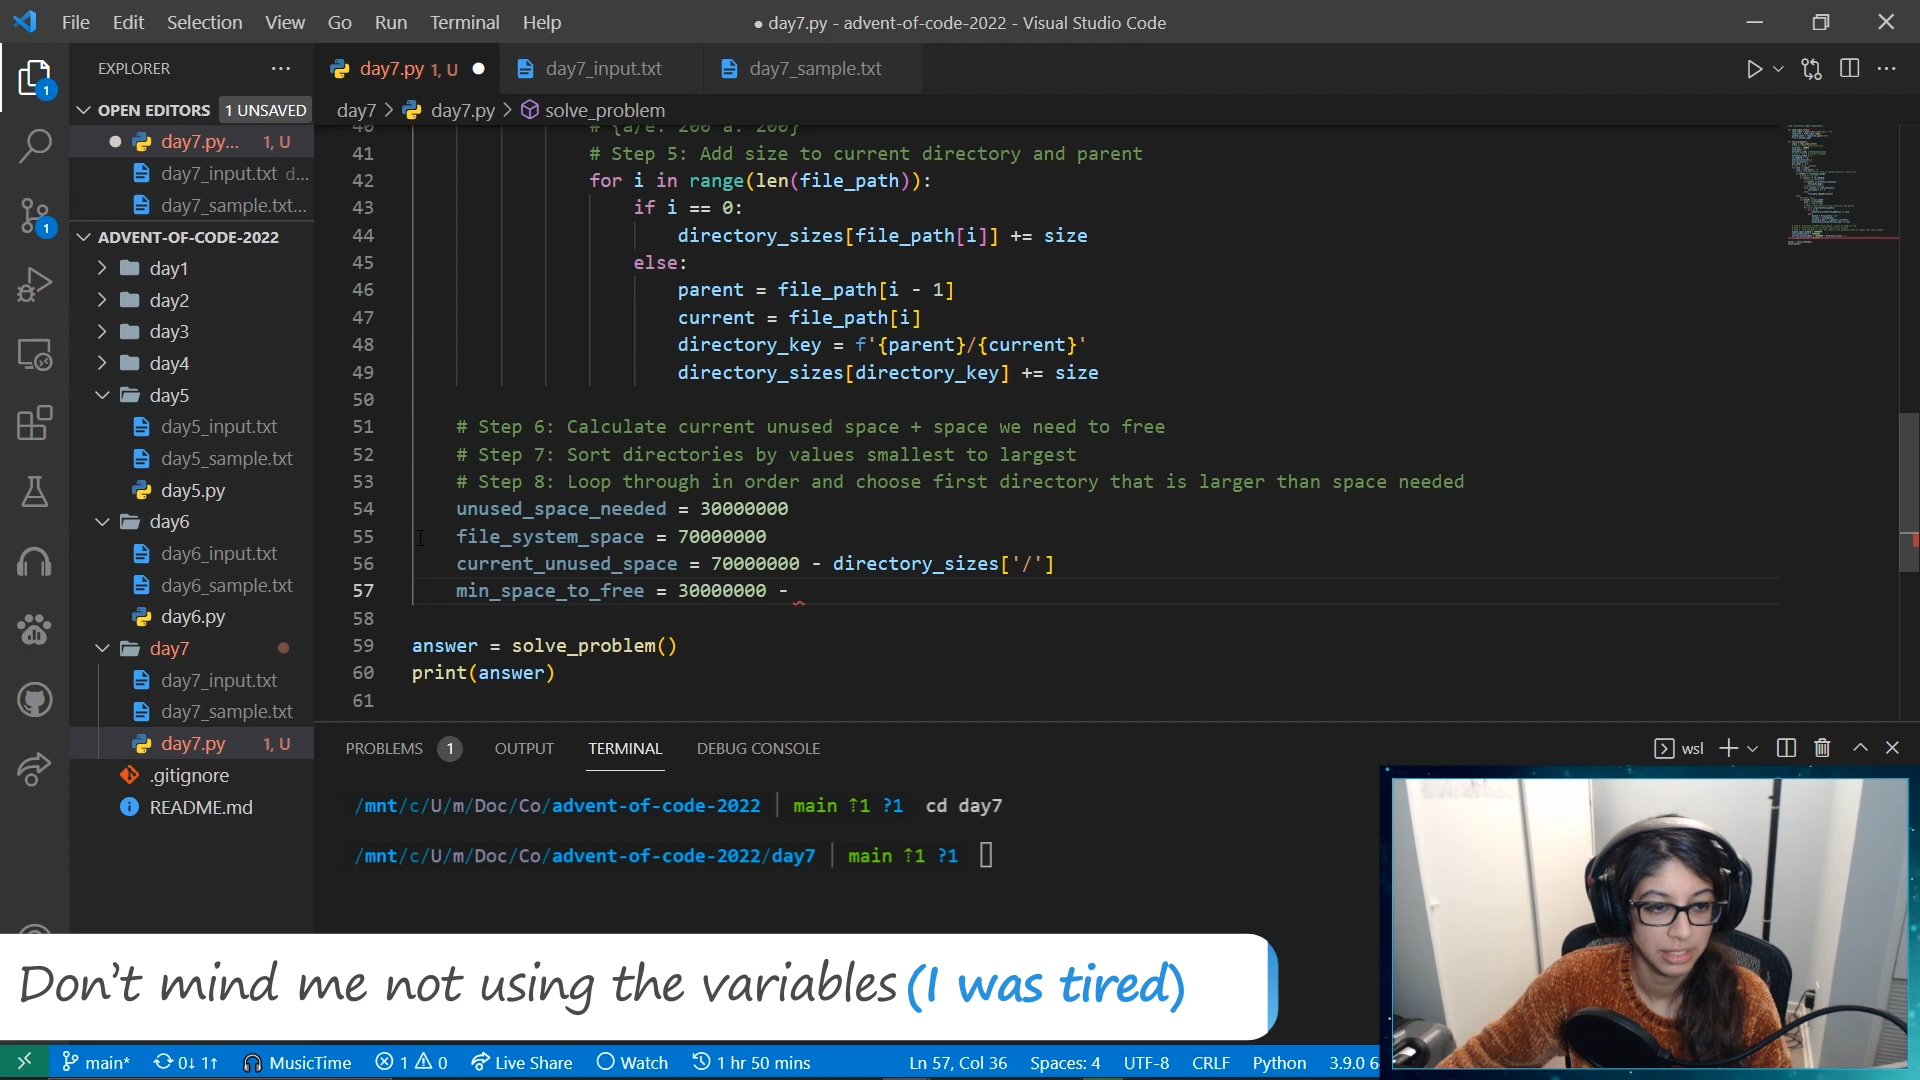 File Edit Selection View Go Run Terminal Help
● day7.py - advent-of-code-2022 - Visual Studio Code
EXPLORER
day7.py 1, U
day7_input.txt
day7_sample.txt
OPEN EDITORS 1 UNSAVED
day7 > day7.py > solve_problem
day7.py... 1, U
day7_input.txt d...
day7_sample.txt...
ADVENT-OF-CODE-2022
day1
day2
day3
day4
day5
day5_input.txt
day5_sample.txt
day5.py
day6
day6_input.txt
day6_sample.txt
day6.py
day7
day7_input.txt
day7_sample.txt
day7.py 1, U
.gitignore
README.md
40 # {a/e: 200 a: 200}
41 # Step 5: Add size to current directory and parent
42 for i in range(len(file_path)):
43 if i == 0:
44 directory_sizes[file_path[i]] += size
45 else:
46 parent = file_path[i - 1]
47 current = file_path[i]
48 directory_key = f'{parent}/{current}'
49 directory_sizes[directory_key] += size
50
51 # Step 6: Calculate current unused space + space we need to free
52 # Step 7: Sort directories by values smallest to largest
53 # Step 8: Loop through in order and choose first directory that is larger than space needed
54 unused_space_needed = 30000000
55 file_system_space = 70000000
56 current_unused_space = 70000000 - directory_sizes['/']
57 min_space_to_free = 30000000 -
58
59 answer = solve_problem()
60 print(answer)
61
PROBLEMS 1 OUTPUT TERMINAL DEBUG CONSOLE
wsl
/mnt/c/U/m/Doc/Co/advent-of-code-2022 | main ⇡1 ?1 cd day7
/mnt/c/U/m/Doc/Co/advent-of-code-2022/day7 | main ⇡1 ?1
Don't mind me not using the variables (I was tired)
main* 0↓ 1↑ MusicTime 1 0 Live Share Watch 1 hr 50 mins Ln 57, Col 36 Spaces: 4 UTF-8 CRLF Python 3.9.0 6